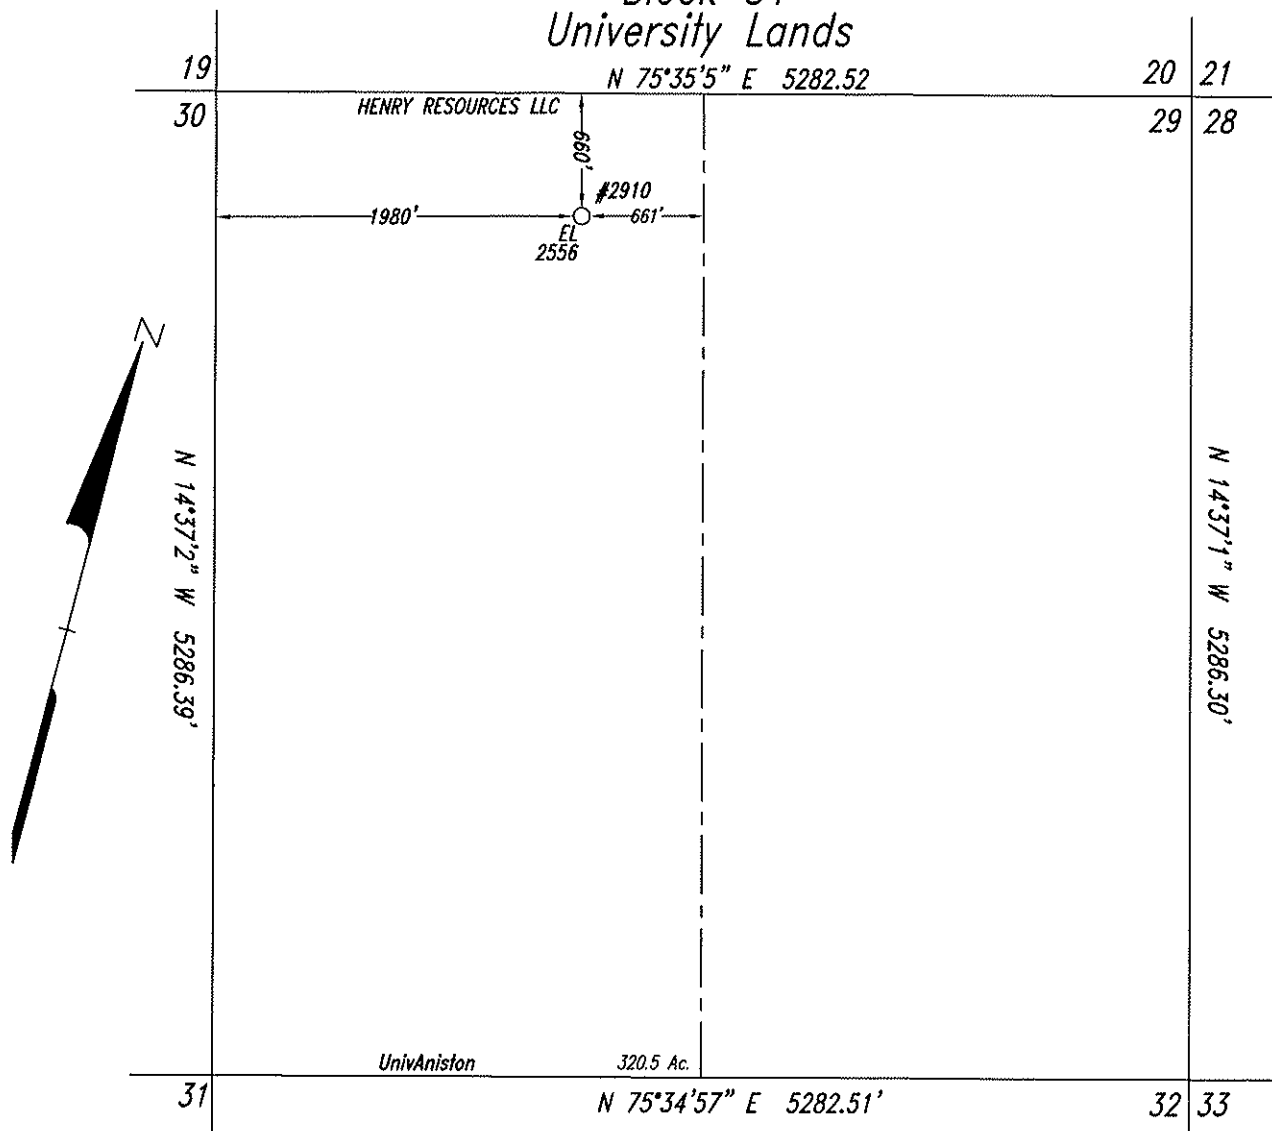 University Lands
N 75°35'5" E 5282.52
19
20 21
30
HENRY RESOURCES LLC
29 28
660'
#2910
1980'
661'
EL
2556
N
N 14°37'2" W 5286.39'
N 14°37'1" W 5286.30'
UnivAniston
320.5 Ac.
31
N 75°34'57" E 5282.51'
32 33